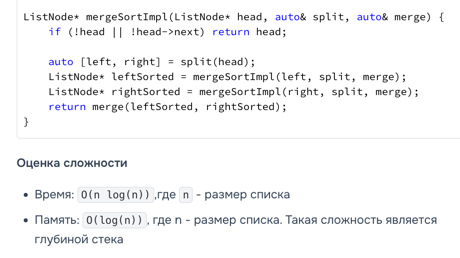 ListNode* mergeSortImpl(ListNode* head, auto& split, auto& merge) {
    if (!head || !head->next) return head;

    auto [left, right] = split(head);
    ListNode* leftSorted = mergeSortImpl(left, split, merge);
    ListNode* rightSorted = mergeSortImpl(right, split, merge);
    return merge(leftSorted, rightSorted);
}
Оценка сложности
• Время: O(n log(n)) ,где n - размер списка
• Память: O(log(n)) , где n - размер списка. Такая сложность является
глубиной стека